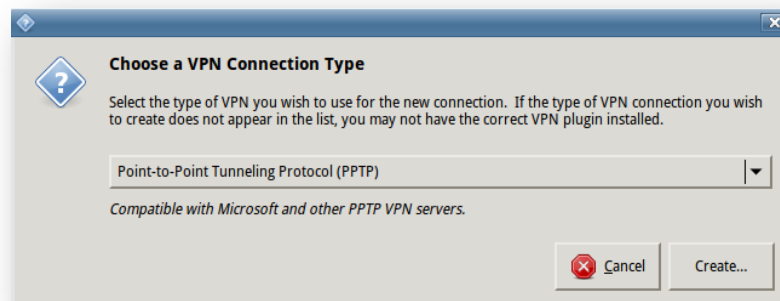 Choose a VPN Connection Type
Select the type of VPN you wish to use for the new connection.  If the type of VPN connection you wish
to create does not appear in the list, you may not have the correct VPN plugin installed.
Point-to-Point Tunneling Protocol (PPTP)
Compatible with Microsoft and other PPTP VPN servers.
Cancel
Create...